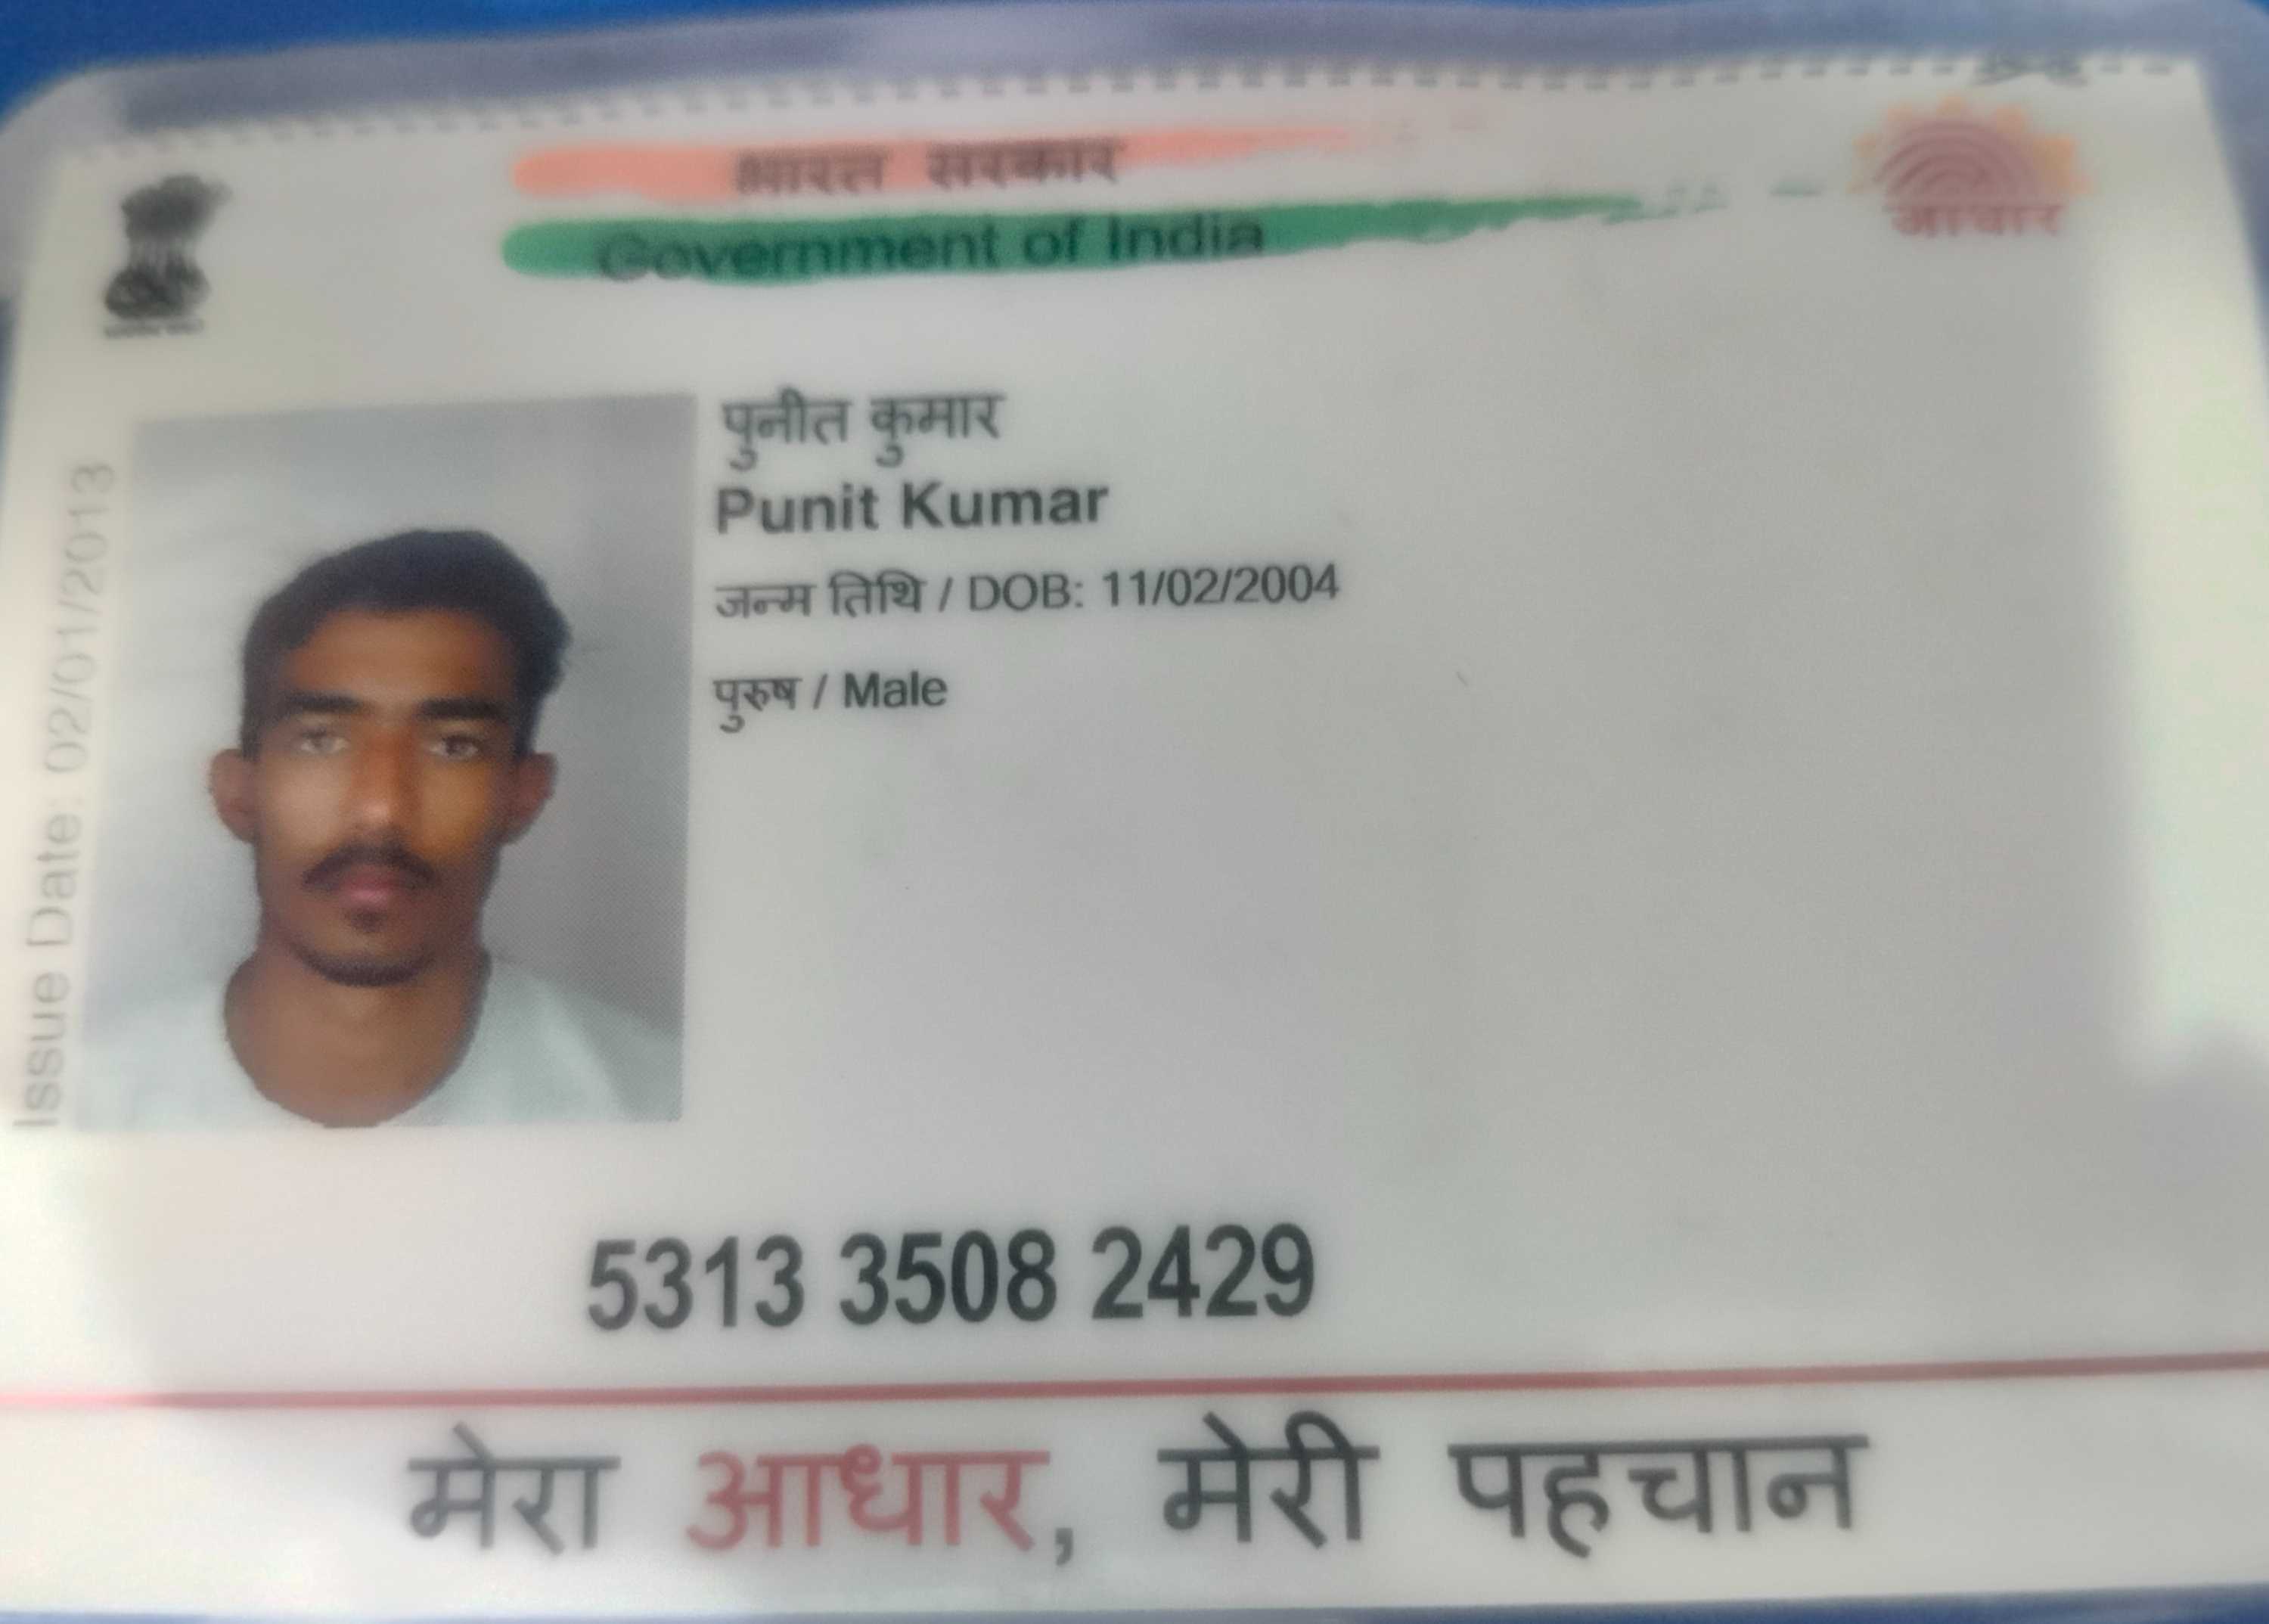 भारत सरकार
Government of India
आधार
Issue Date: 02/01/2013
पुनीत कुमार
Punit Kumar
जन्म तिथि / DOB: 11/02/2004
पुरुष / Male
5313 3508 2429
मेरा आधार, मेरी पहचान